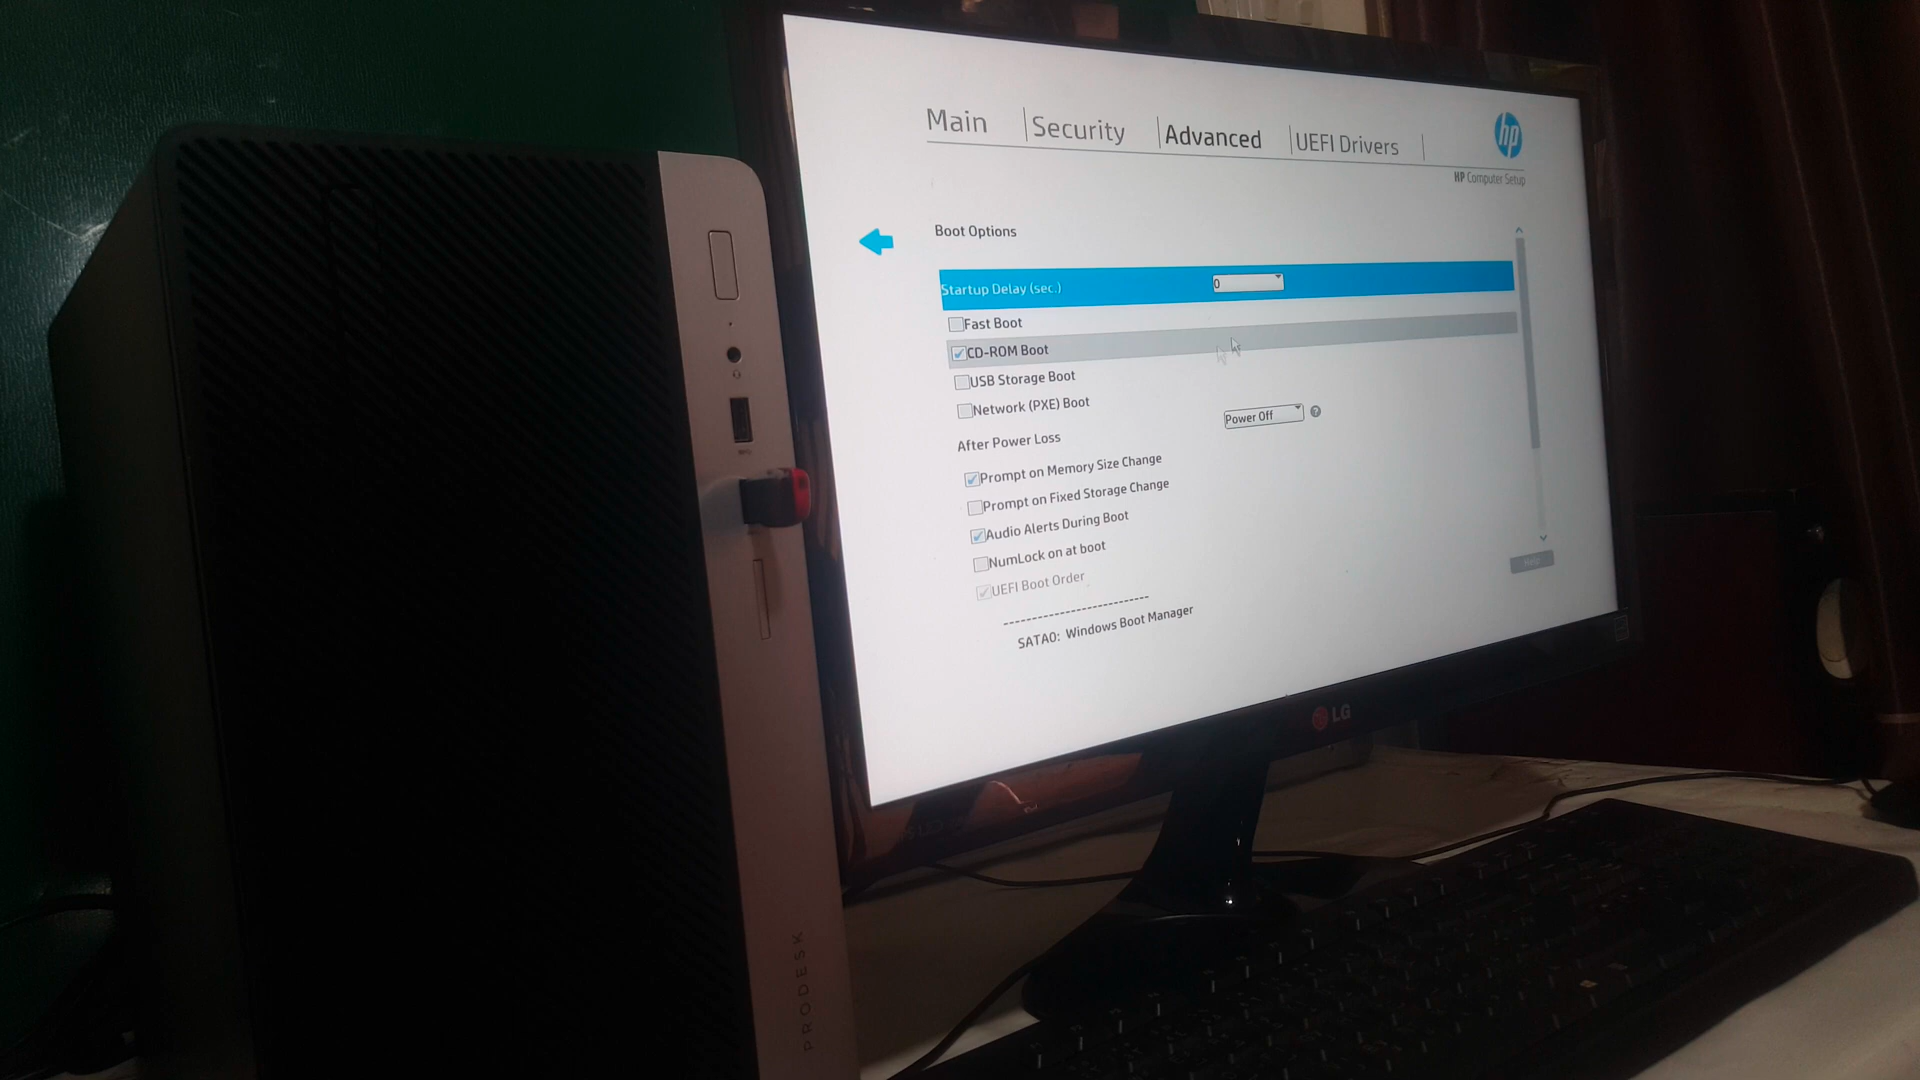 Main Security Advanced UEFI Drivers
hp
HP Computer Setup
Boot Options
Startup Delay (sec.) 0
Fast Boot
CD-ROM Boot
USB Storage Boot
Network (PXE) Boot
After Power Loss Power Off ?
Prompt on Memory Size Change
Prompt on Fixed Storage Change
Audio Alerts During Boot
NumLock on at boot
UEFI Boot Order
Help
---------------------------
SATA0: Windows Boot Manager
LG
PRODESK